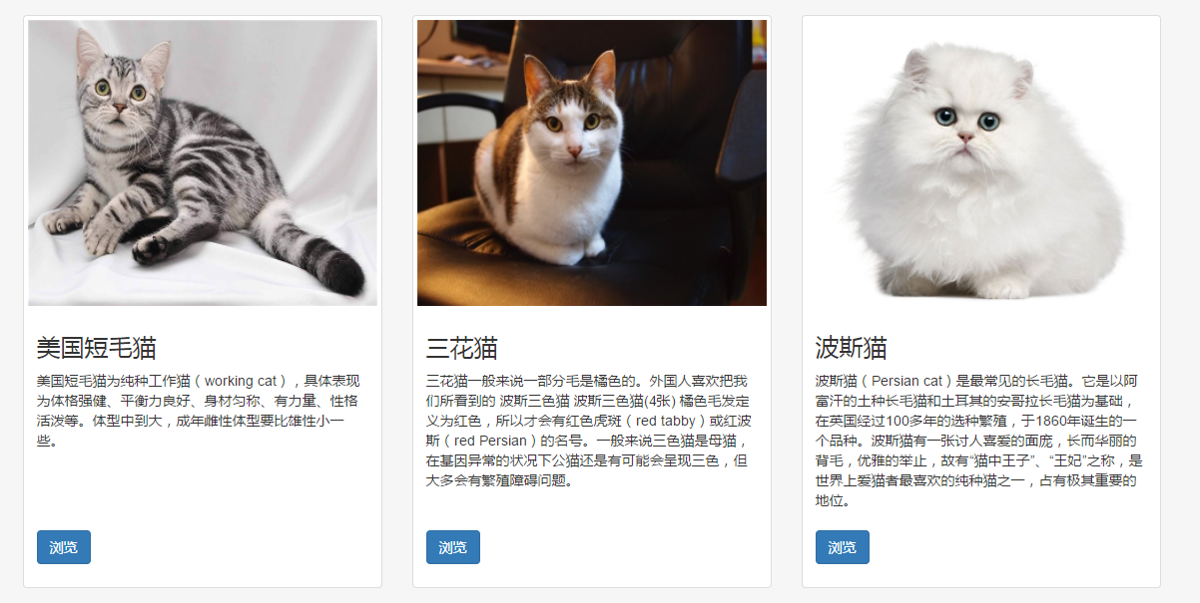 美国短毛猫
美国短毛猫为纯种工作猫（working cat），具体表现
为体格强健、平衡力良好、身材匀称、有力量、性格
活泼等。体型中到大，成年雌性体型要比雄性小一
些。
浏览
三花猫
三花猫一般来说一部分毛是橘色的。外国人喜欢把我
们所看到的 波斯三色猫 波斯三色猫(4张) 橘色毛发定
义为红色，所以才会有红色虎斑（red tabby）或红波
斯（red Persian）的名号。一般来说三色猫是母猫，
在基因异常的状况下公猫还是有可能会呈现三色，但
大多会有繁殖障碍问题。
浏览
波斯猫
波斯猫（Persian cat）是最常见的长毛猫。它是以阿
富汗的土种长毛猫和土耳其的安哥拉长毛猫为基础，
在英国经过100多年的选种繁殖，于1860年诞生的一
个品种。波斯猫有一张讨人喜爱的面庞，长而华丽的
背毛，优雅的举止，故有“猫中王子”、“王妃”之称，是
世界上爱猫者最喜欢的纯种猫之一，占有极其重要的
地位。
浏览